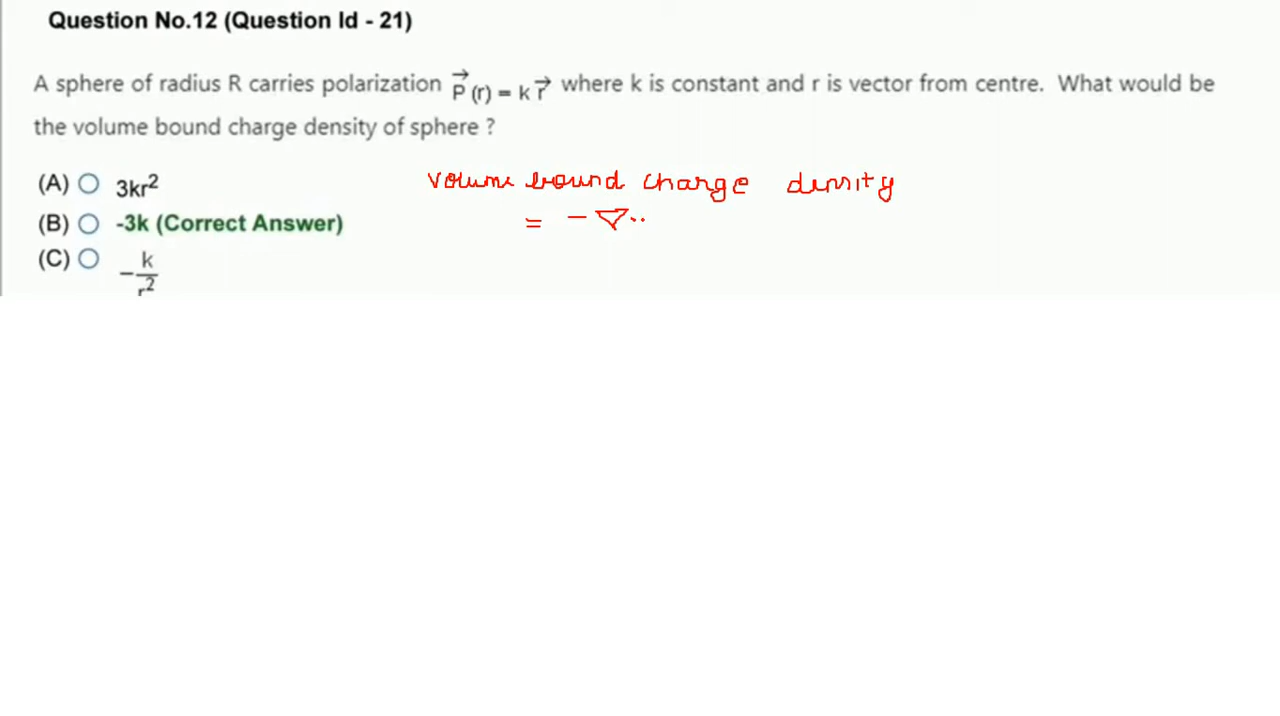 Question No.12 (Question Id - 21)
A sphere of radius R carries polarization P⃗ (r) = k r⃗ where k is constant and r is vector from centre. What would be
the volume bound charge density of sphere ?
(A) 3kr²
(B) -3k (Correct Answer)
(C) -k/r²
volume bound charge density
= - ∇..